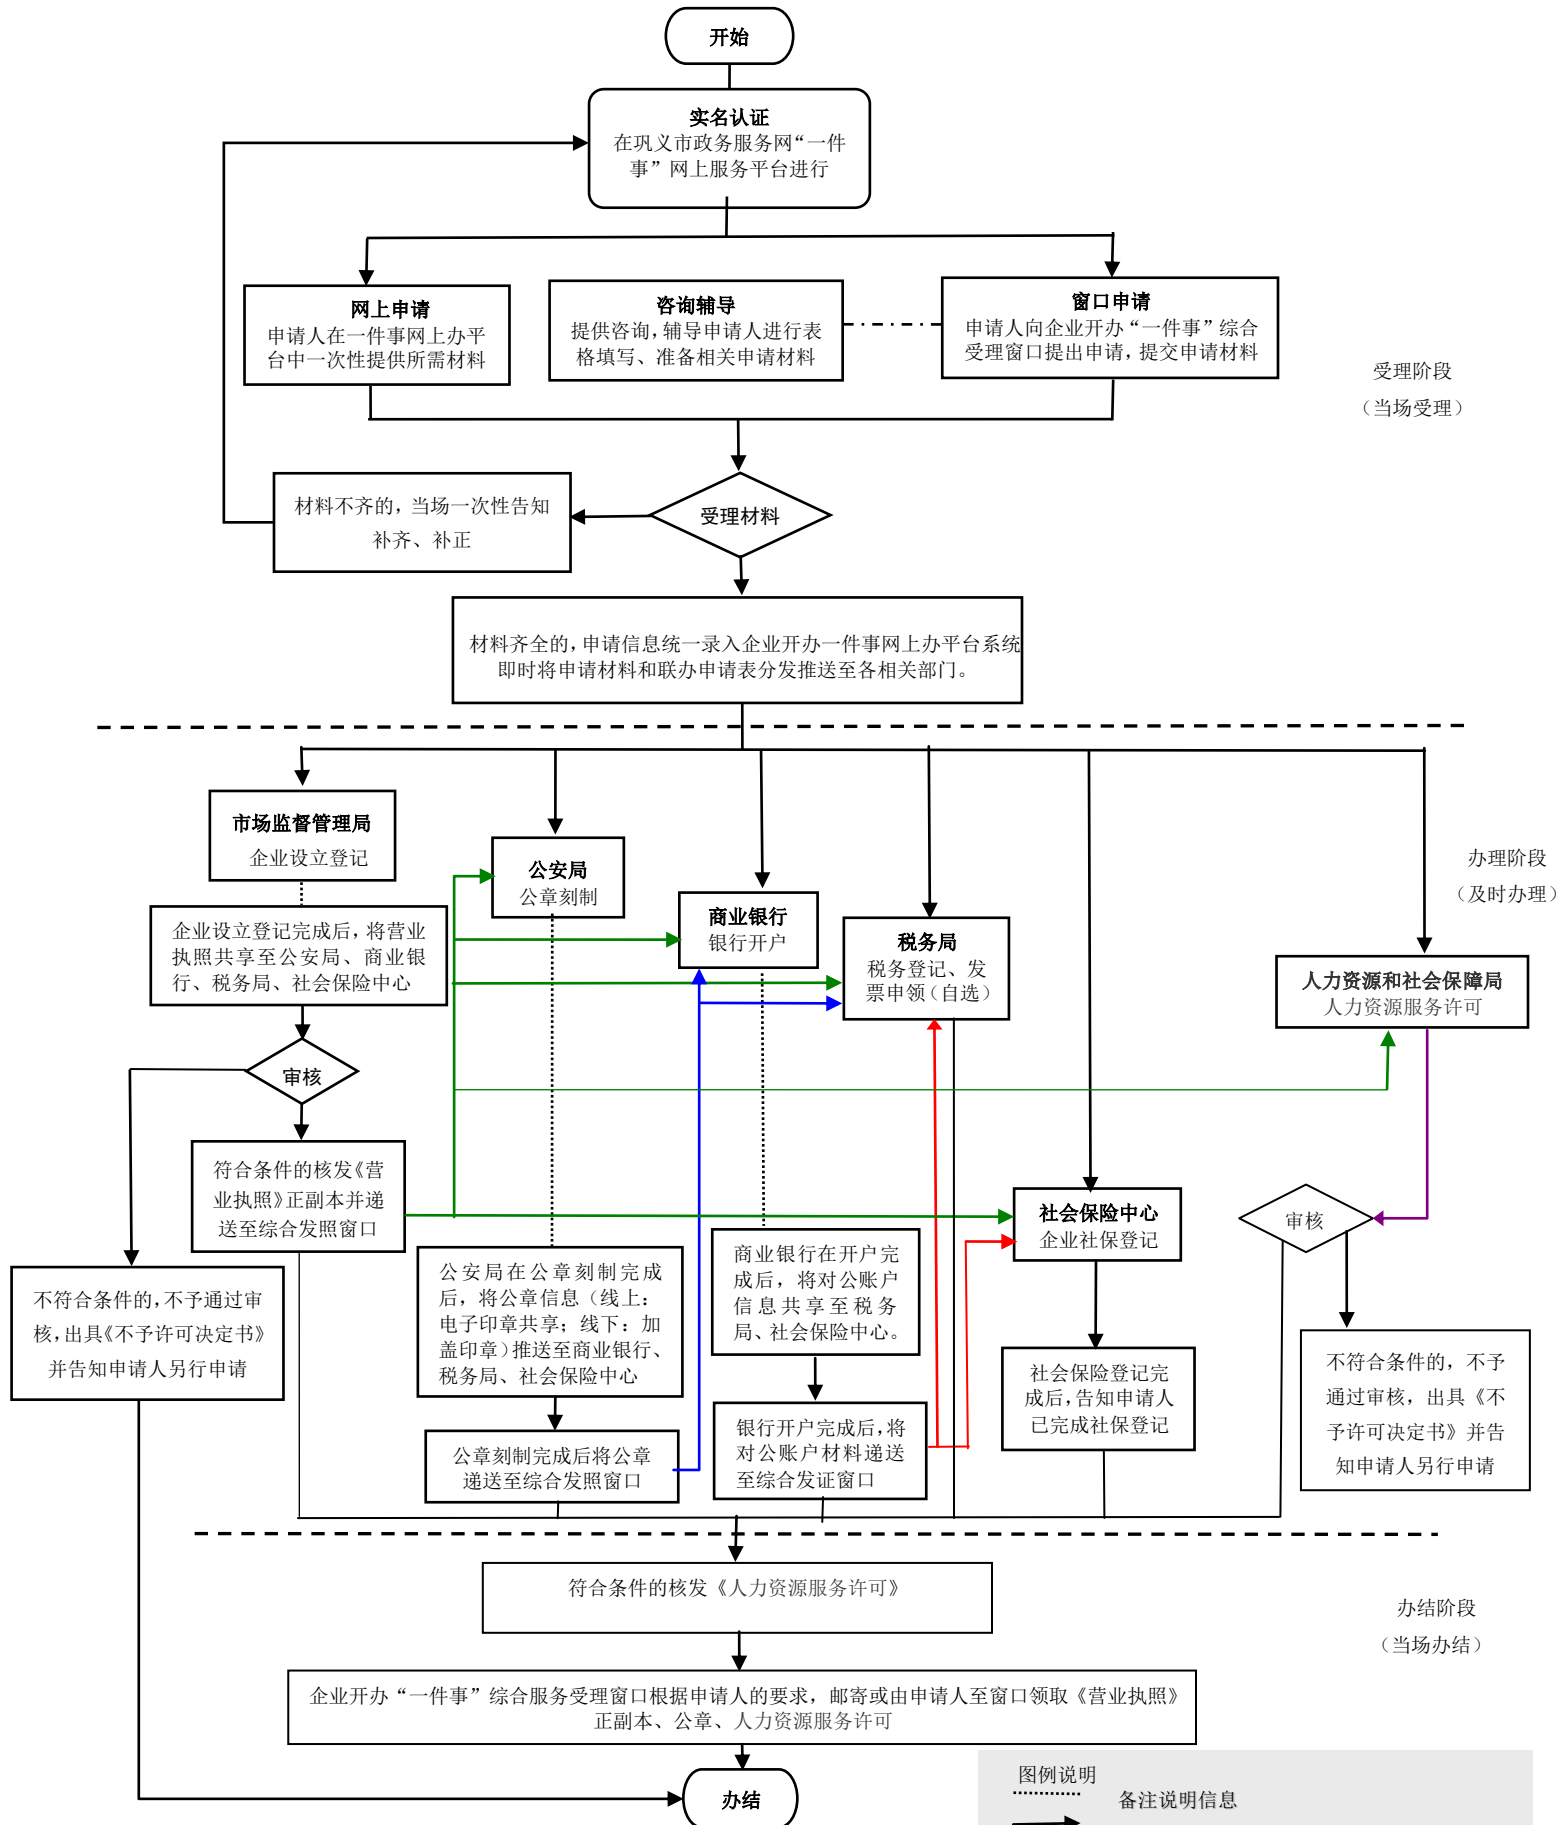 开始
实名认证
在巩义市政务服务网“一件
事”网上服务平台进行
网上申请
申请人在一件事网上办平
台中一次性提供所需材料
咨询辅导
提供咨询,辅导申请人进行表
格填写、准备相关申请材料
窗口申请
申请人向企业开办“一件事”综合
受理窗口提出申请,提交申请材料
受理阶段
（当场受理）
材料不齐的,当场一次性告知
补齐、补正
受理材料
材料齐全的,申请信息统一录入企业开办一件事网上办平台系统
即时将申请材料和联办申请表分发推送至各相关部门。
市场监督管理局
企业设立登记
公安局
公章刻制
商业银行
银行开户
税务局
税务登记、发
票申领(自选)
人力资源和社会保障局
人力资源服务许可
办理阶段
（及时办理）
企业设立登记完成后,将营业
执照共享至公安局、商业银
行、税务局、社会保险中心
审核
符合条件的核发《营
业执照》正副本并递
送至综合发照窗口
社会保险中心
企业社保登记
审核
不符合条件的,不予通过审
核,出具《不予许可决定书》
并告知申请人另行申请
公安局在公章刻制完成
后，将公章信息（线上：
电子印章共享；线下：加
盖印章）推送至商业银行、
税务局、社会保险中心
商业银行在开户完
成后，将对公账户
信息共享至税务
局、社会保险中心。
社会保险登记完
成后,告知申请人
已完成社保登记
不符合条件的，不予
通过审核，出具《不
予许可决定书》并告
知申请人另行申请
公章刻制完成后将公章
递送至综合发照窗口
银行开户完成后,将
对公账户材料递送
至综合发证窗口
符合条件的核发《人力资源服务许可》
办结阶段
（当场办结）
企业开办“一件事”综合服务受理窗口根据申请人的要求，邮寄或由申请人至窗口领取《营业执照》
正副本、公章、人力资源服务许可
办结
图例说明
备注说明信息